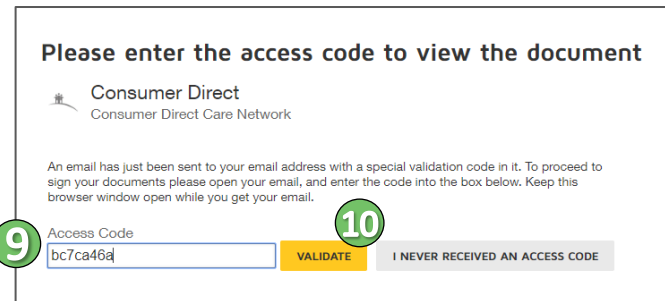 Please enter the access code to view the document
Consumer Direct
Consumer Direct Care Network
An email has just been sent to your email address with a special validation code in it. To proceed to
sign your documents please open your email, and enter the code into the box below. Keep this
browser window open while you get your email.
10
Access Code
9
bc7ca46a
VALIDATE
I NEVER RECEIVED AN ACCESS CODE